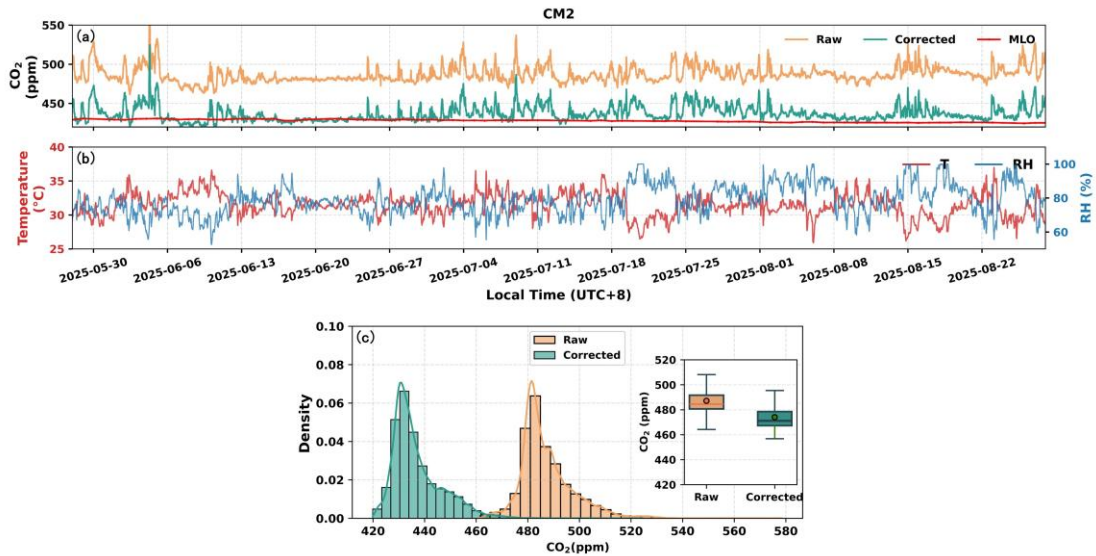 CM2
(a)
Raw
Corrected
MLO
CO2
(ppm)
550
500
450
(b)
T
RH
Temperature
(°C)
40
35
30
25
RH (%)
100
80
60
2025-05-30
2025-06-06
2025-06-13
2025-06-20
2025-06-27
2025-07-04
2025-07-11
2025-07-18
2025-07-25
2025-08-01
2025-08-08
2025-08-15
2025-08-22
Local Time (UTC+8)
(c)
Raw
Corrected
Density
0.10
0.08
0.06
0.04
0.02
0.00
420
440
460
480
500
520
540
560
580
CO2(ppm)
CO2 (ppm)
520
500
480
460
440
420
Raw
Corrected